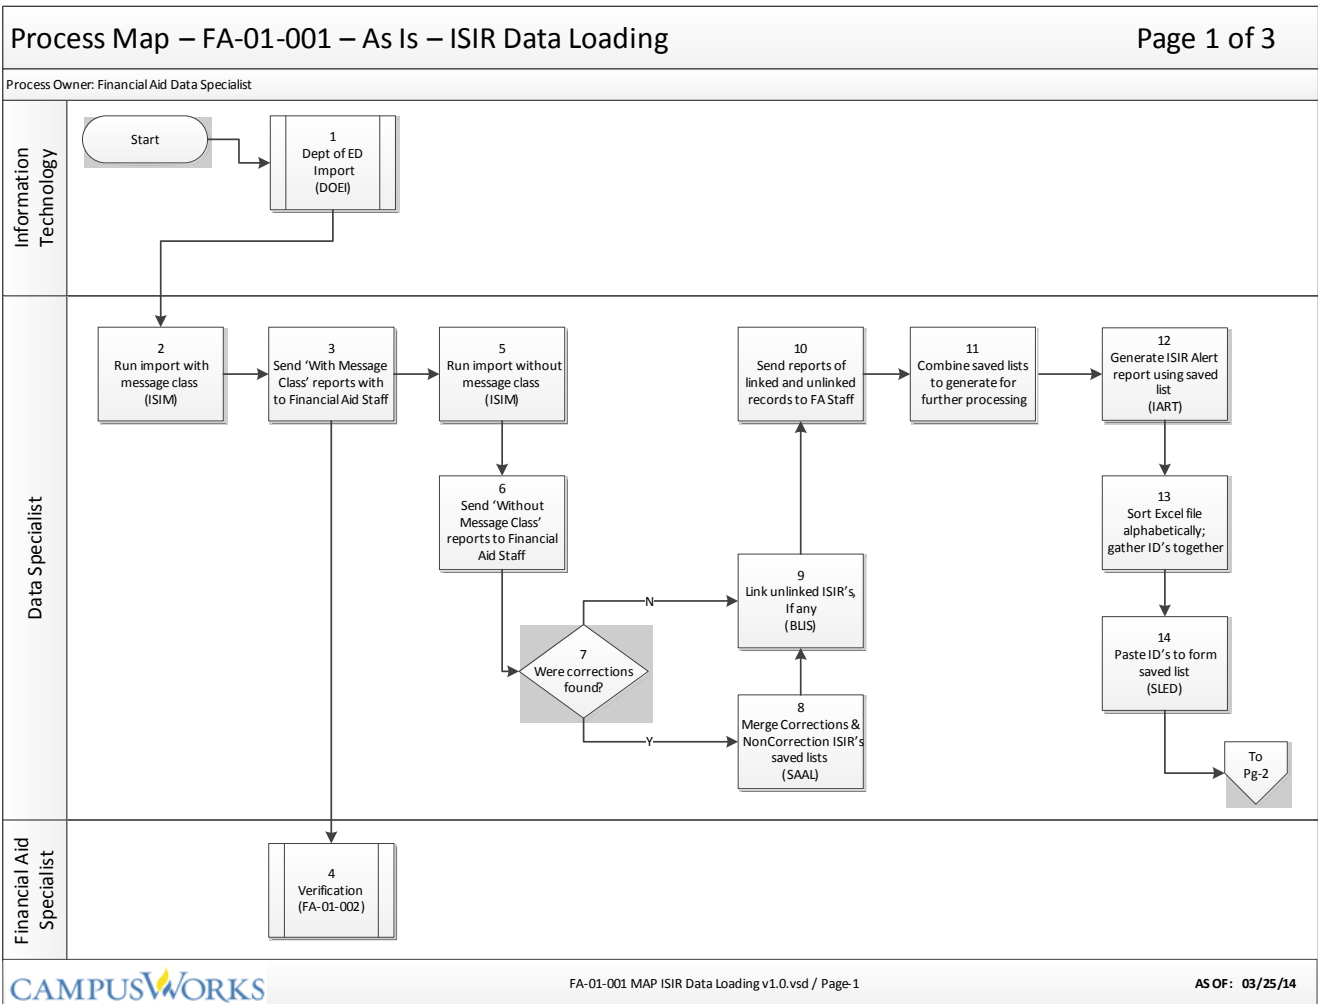 Process Map – FA-01-001 – As Is – ISIR Data Loading
Page 1 of 3
Process Owner: Financial Aid Data Specialist
Information
Technology
Start
1
Dept of ED
Import
(DOEI)
Data Specialist
2
Run import with
message class
(ISIM)
3
Send ‘With Message
Class’ reports with
to Financial Aid Staff
5
Run import without
message class
(ISIM)
6
Send ‘Without
Message Class’
reports to Financial
Aid Staff
7
Were corrections
found?
N
Y
8
Merge Corrections &
NonCorrection ISIR’s
saved lists
(SAAL)
9
Link unlinked ISIR’s,
If any
(BLIS)
10
Send reports of
linked and unlinked
records to FA Staff
11
Combine saved lists
to generate for
further processing
12
Generate ISIR Alert
report using saved
list
(IART)
13
Sort Excel file
alphabetically;
gather ID’s together
14
Paste ID’s to form
saved list
(SLED)
To
Pg-2
Financial Aid
Specialist
4
Verification
(FA-01-002)
CAMPUSWORKS
FA-01-001 MAP ISIR Data Loading v1.0.vsd / Page-1
AS OF: 03/25/14